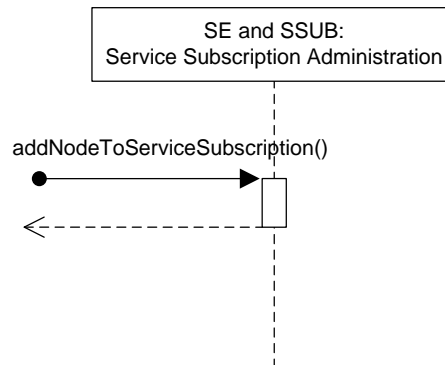 SE and SSUB:
Service Subscription Administration
addNodeToServiceSubscription()